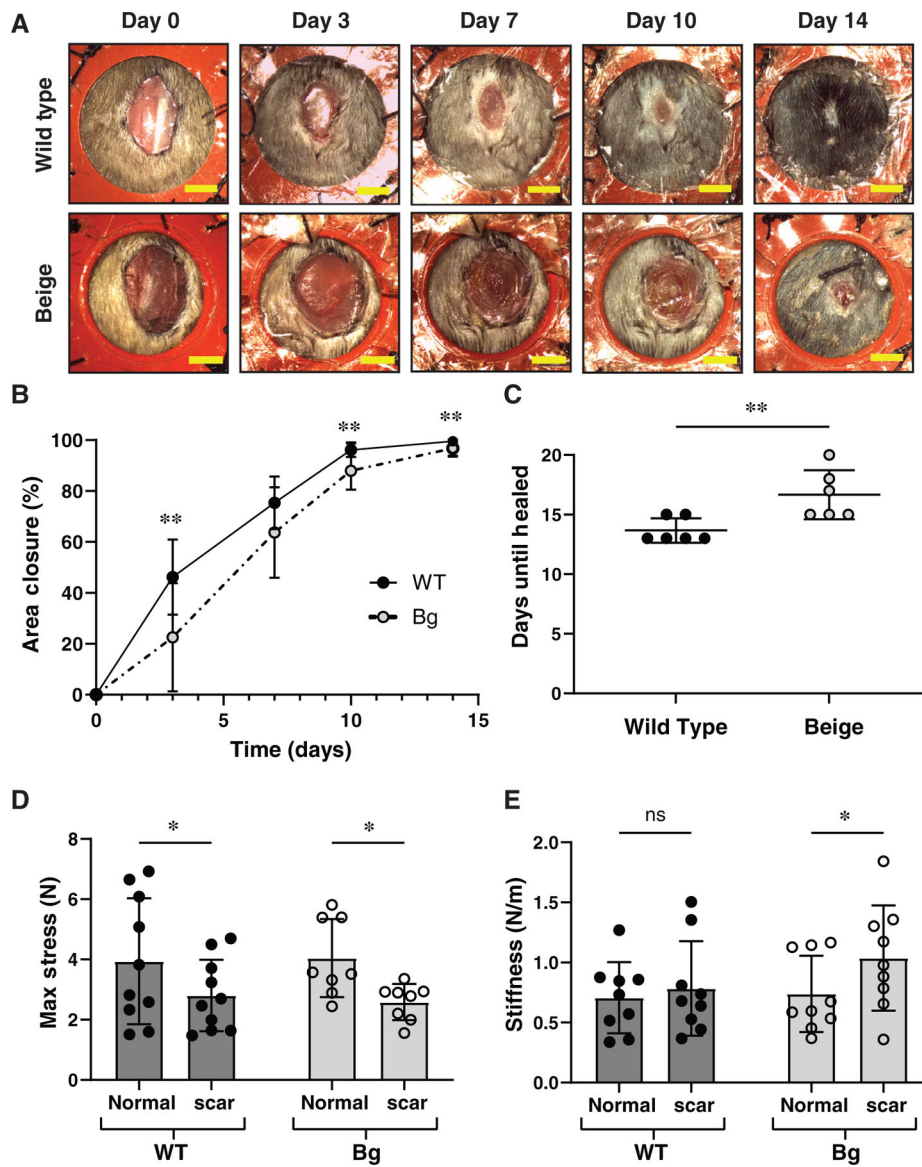 A
Day 0 Day 3 Day 7 Day 10 Day 14
Wild type
Beige
B
Area closure (%)
100
80
60
40
20
0
** ** **
WT
Bg
0 5 10 15
Time (days)
C
Days until healed
20
15
10
5
0
**
Wild Type Beige
D
Max stress (N)
8
6
4
2
0
* *
Normal scar Normal scar
WT Bg
E
Stiffness (N/m)
2.0
1.5
1.0
0.5
0.0
ns *
Normal scar Normal scar
WT Bg